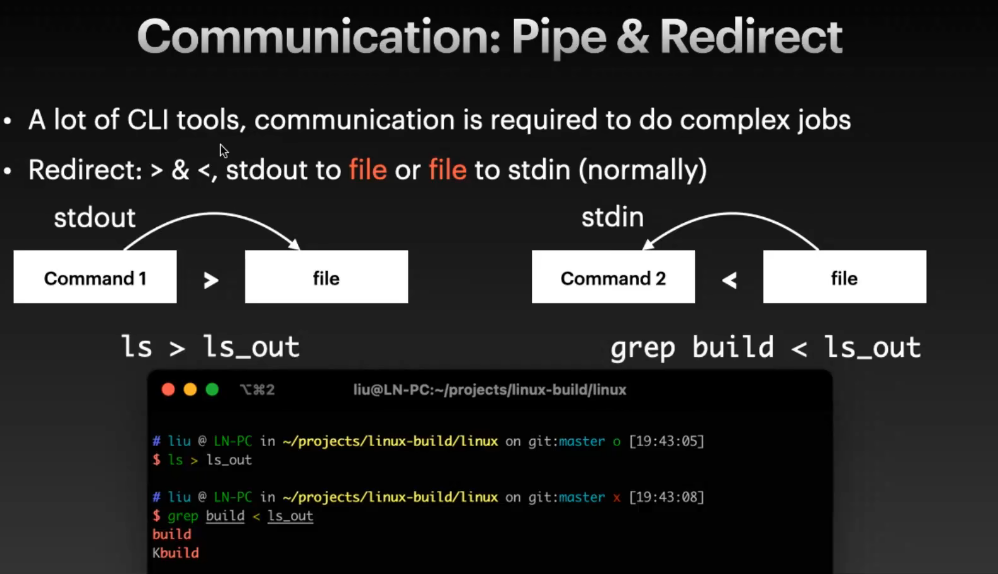 Communication: Pipe & Redirect
• A lot of CLI tools, communication is required to do complex jobs
• Redirect: > & <, stdout to file or file to stdin (normally)
stdout
stdin
Command 1 > file
Command 2 < file
ls > ls_out
grep build < ls_out
⌥⌘2 liu@LN-PC:~/projects/linux-build/linux
# liu @ LN-PC in ~/projects/linux-build/linux on git:master o [19:43:05]
$ ls > ls_out
# liu @ LN-PC in ~/projects/linux-build/linux on git:master x [19:43:08]
$ grep build < ls_out
build
Kbuild